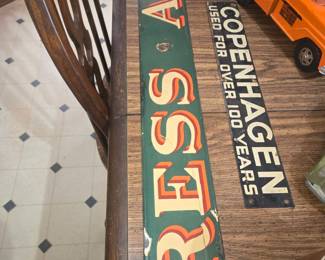 RESS A
COPENHAGEN
USED FOR OVER 100 YEARS